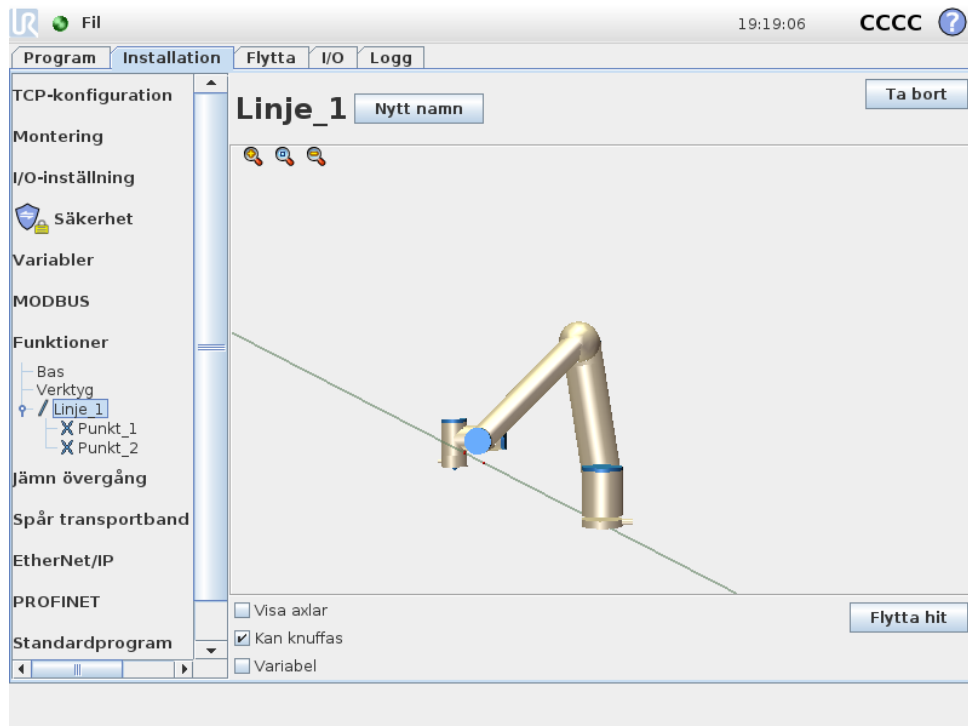 UR Fil 19:19:06 CCCC ?
Program Installation Flytta I/O Logg
TCP-konfiguration
Montering
I/O-inställning
Säkerhet
Variabler
MODBUS
Funktioner
Bas
Verktyg
Linje_1
Punkt_1
Punkt_2
Jämn övergång
Spår transportband
EtherNet/IP
PROFINET
Standardprogram
Linje_1 Nytt namn Ta bort
Visa axlar
Kan knuffas
Variabel
Flytta hit